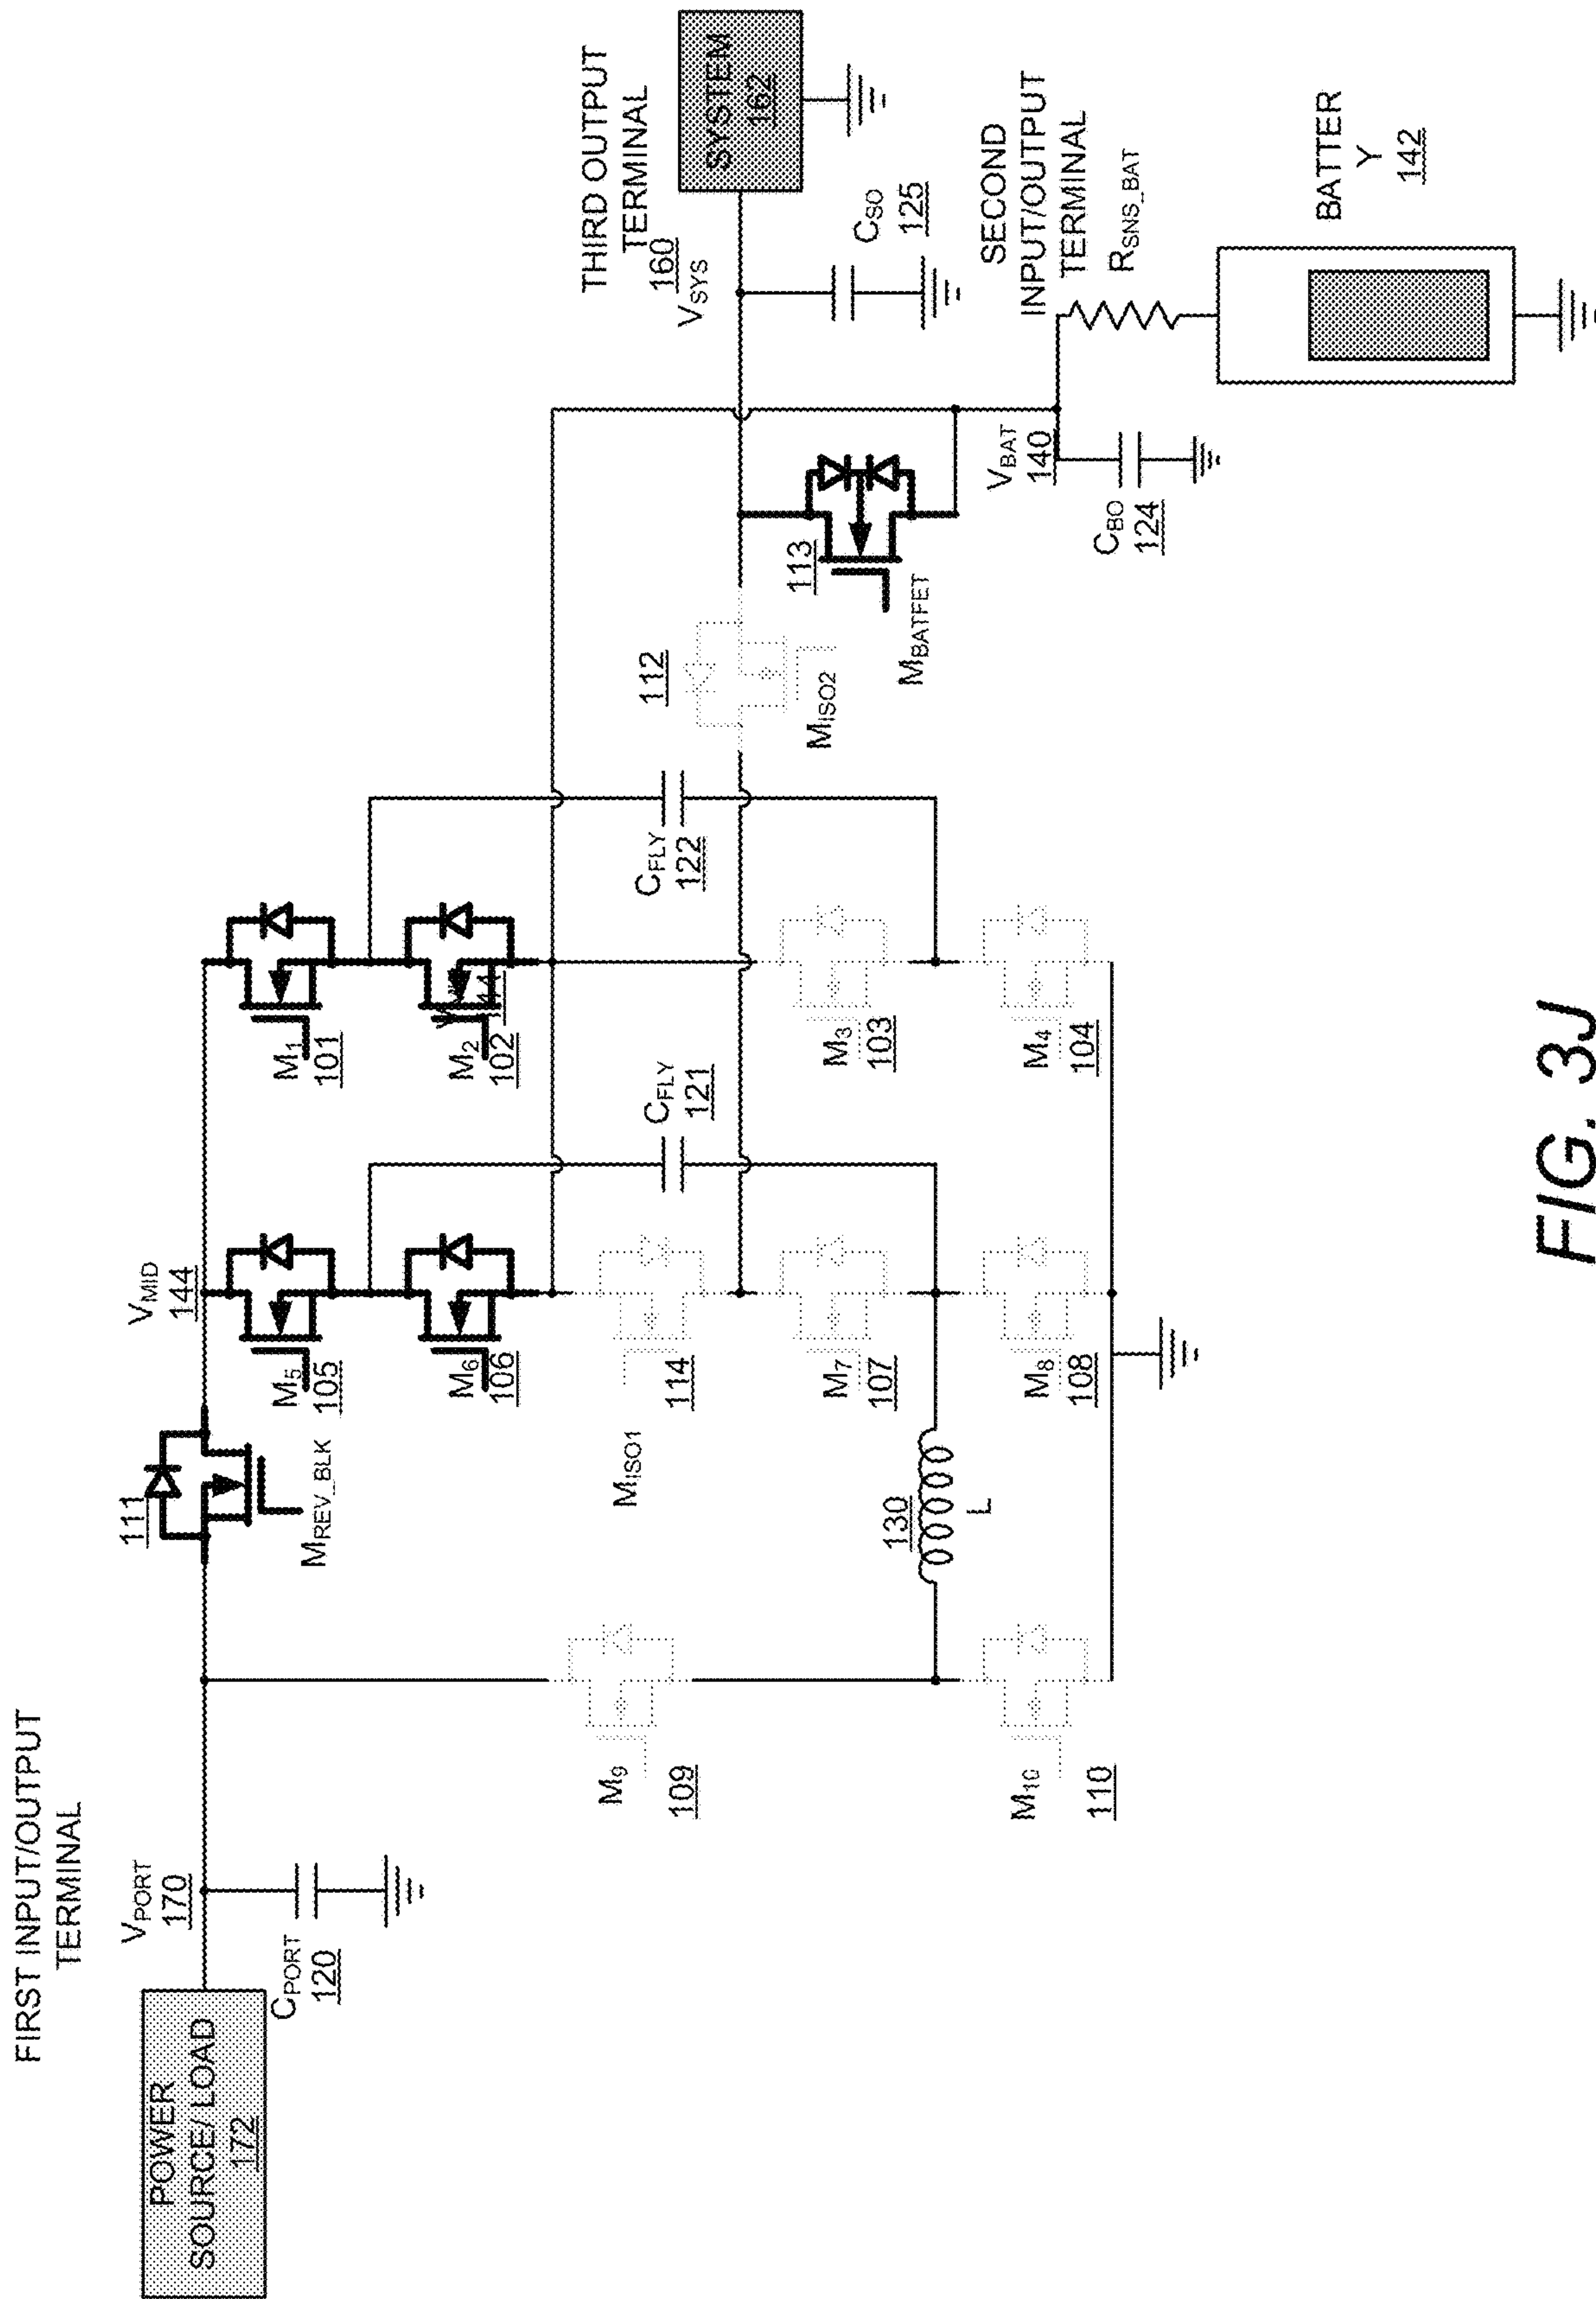 FIRST INPUT/OUTPUT
TERMINAL
POWER
SOURCE/ LOAD
172
VPORT
170
CPORT
120
111
MREV_BLK
VMID
144
M5
105
M6
106
M1
101
M2
102
144
MISO1
114
M7
107
M8
108
M9
109
M10
110
130
L
CFLY
121
CFLY
122
M3
103
M4
104
112
MISO2
113
MBATFET
THIRD OUTPUT
TERMINAL
160
VSYS
SYSTEM
162
CSO
125
SECOND
INPUT/OUTPUT
TERMINAL
RSNS_BAT
VBAT
140
CBO
124
BATTER
Y
142
FIG. 3J